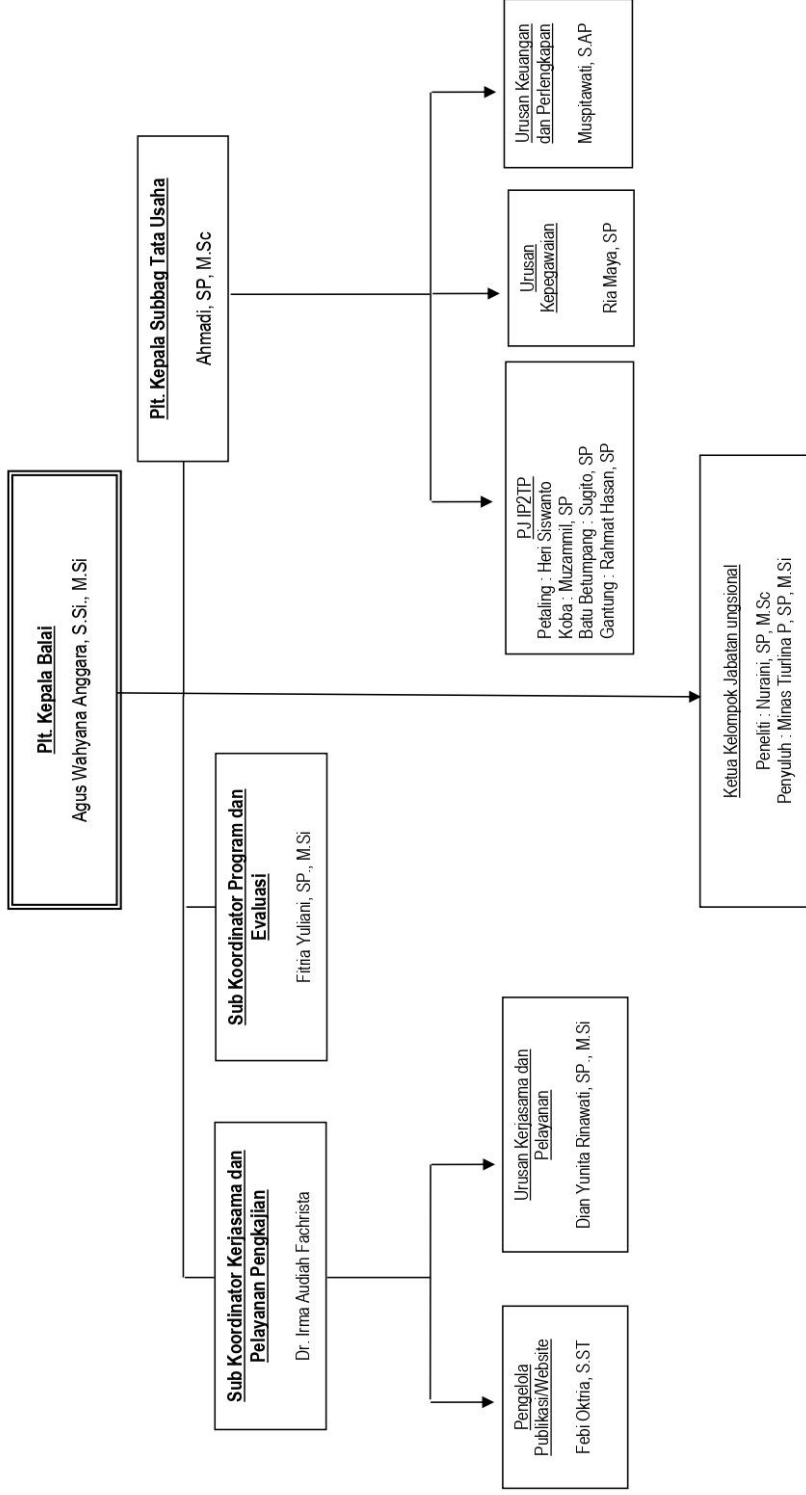 Plt. Kepala Balai
Agus Wahyana Anggara, S.Si., M.Si
Plt. Kepala Subbag Tata Usaha
Ahmadi, SP, M.Sc
Sub Koordinator Kerjasama dan
Pelayanan Pengkajian
Dr. Irma Audiah Fachrista
Sub Koordinator Program dan
Evaluasi
Fitria Yuliani, SP., M.Si
Pengelola
Publikasi/Website
Febi Oktria, S.ST
Urusan Kerjasama dan
Pelayanan
Dian Yunita Rinawati, SP., M.Si
PJ IP2TP
Petaling : Heri Siswanto
Koba : Muzammil, SP
Batu Betumpang : Sugito, SP
Gantung : Rahmat Hasan, SP
Urusan
Kepegawaian
Ria Maya, SP
Urusan Keuangan
dan Perlengkapan
Muspitawati, S.AP
Ketua Kelompok Jabatan ungsional
Peneliti : Nuraini, SP, M.Sc
Penyuluh : Minas Tiurlina P, SP, M.Si